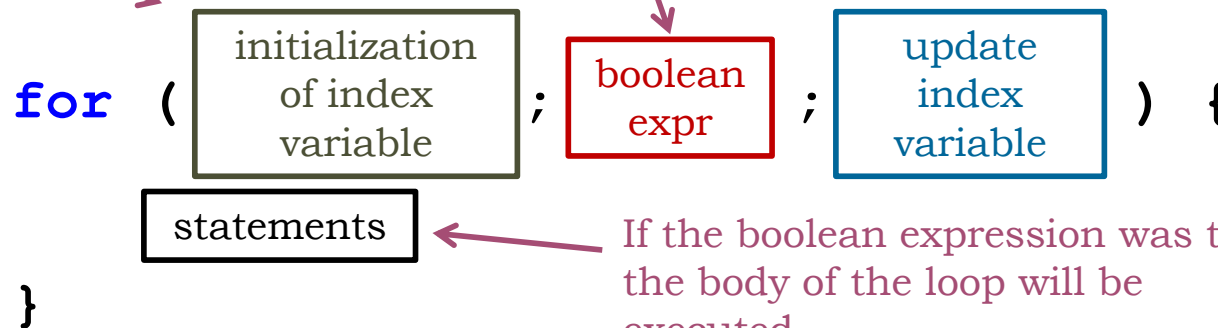 for ( initialization of index variable ; boolean expr ; update index variable ) {
statements
If the boolean expression was t
the body of the loop will be
executed
}